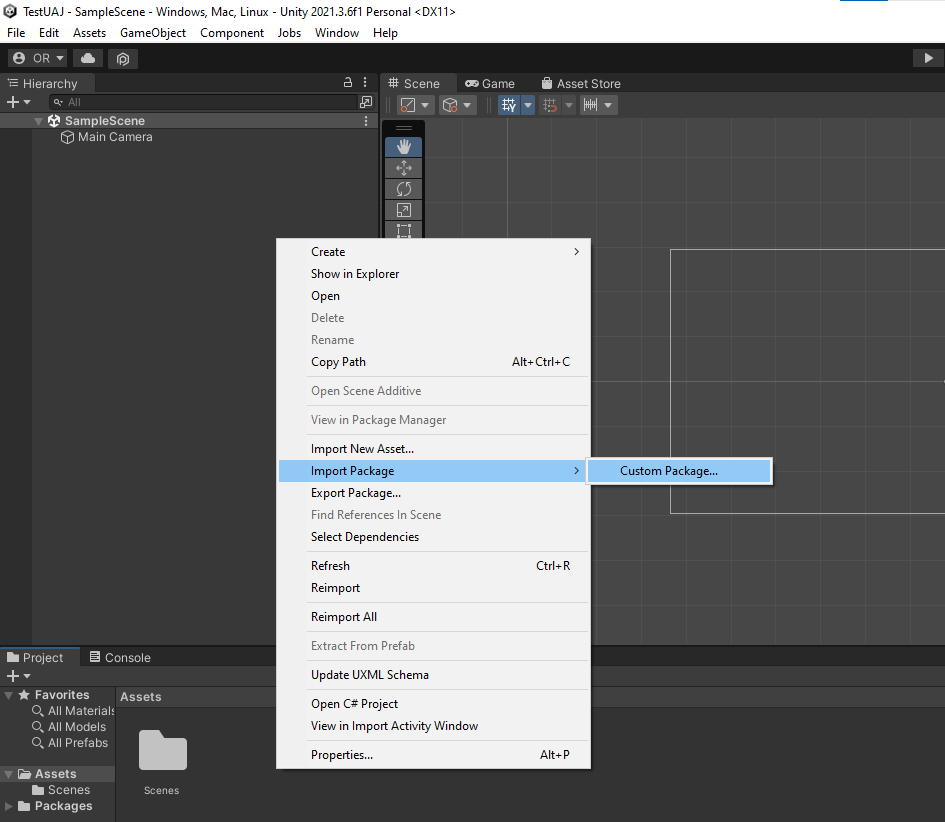 TestUAJ - SampleScene - Windows, Mac, Linux - Unity 2021.3.6f1 Personal <DX11>
File Edit Assets GameObject Component Jobs Window Help
OR
Hierarchy
All
SampleScene
Main Camera
Scene Game Asset Store
Create
Show in Explorer
Open
Delete
Rename
Copy Path Alt+Ctrl+C
Open Scene Additive
View in Package Manager
Import New Asset...
Import Package Custom Package...
Export Package...
Find References In Scene
Select Dependencies
Refresh Ctrl+R
Reimport
Reimport All
Extract From Prefab
Update UXML Schema
Open C# Project
View in Import Activity Window
Properties... Alt+P
Project Console
Favorites
All Materials
All Models
All Prefabs
Assets
Scenes
Packages
Assets
Scenes